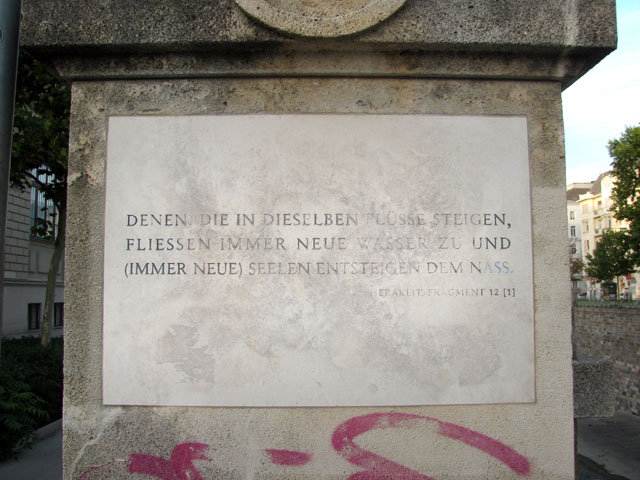 DENEN, DIE IN DIESELBEN FLÜSSE STEIGEN,
FLIESSEN IMMER NEUE WASSER ZU UND
(IMMER NEUE) SEELEN ENTSTEIGEN DEM NASS.
HERAKLIT, FRAGMENT 12 [1]